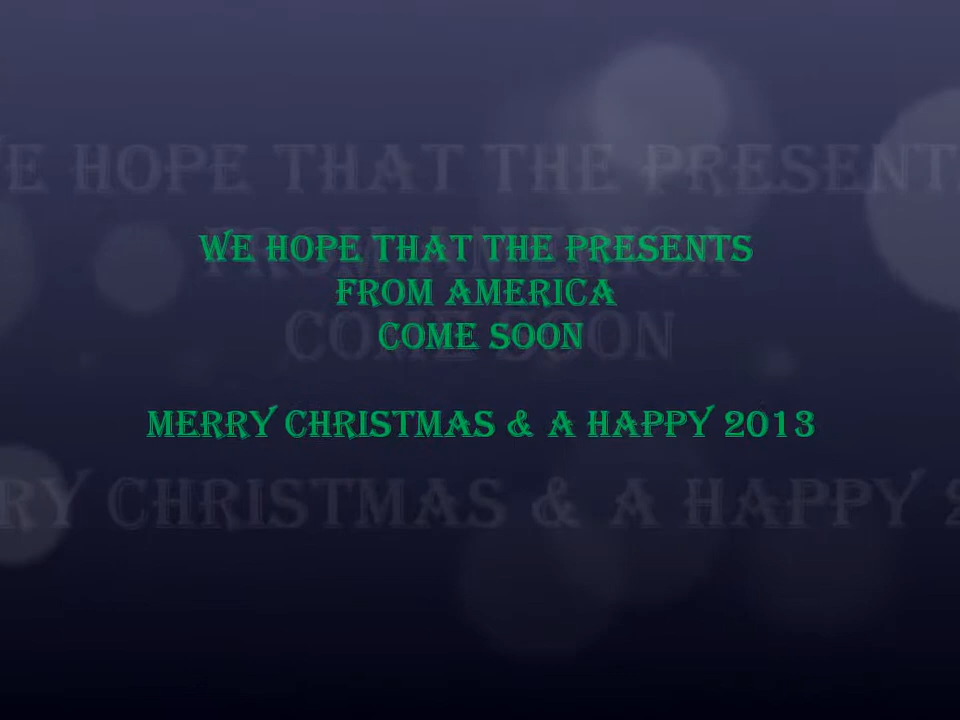 WE HOPE THAT THE PRESENTS
FROM AMERICA
COME SOON
MERRY CHRISTMAS & A HAPPY 2013